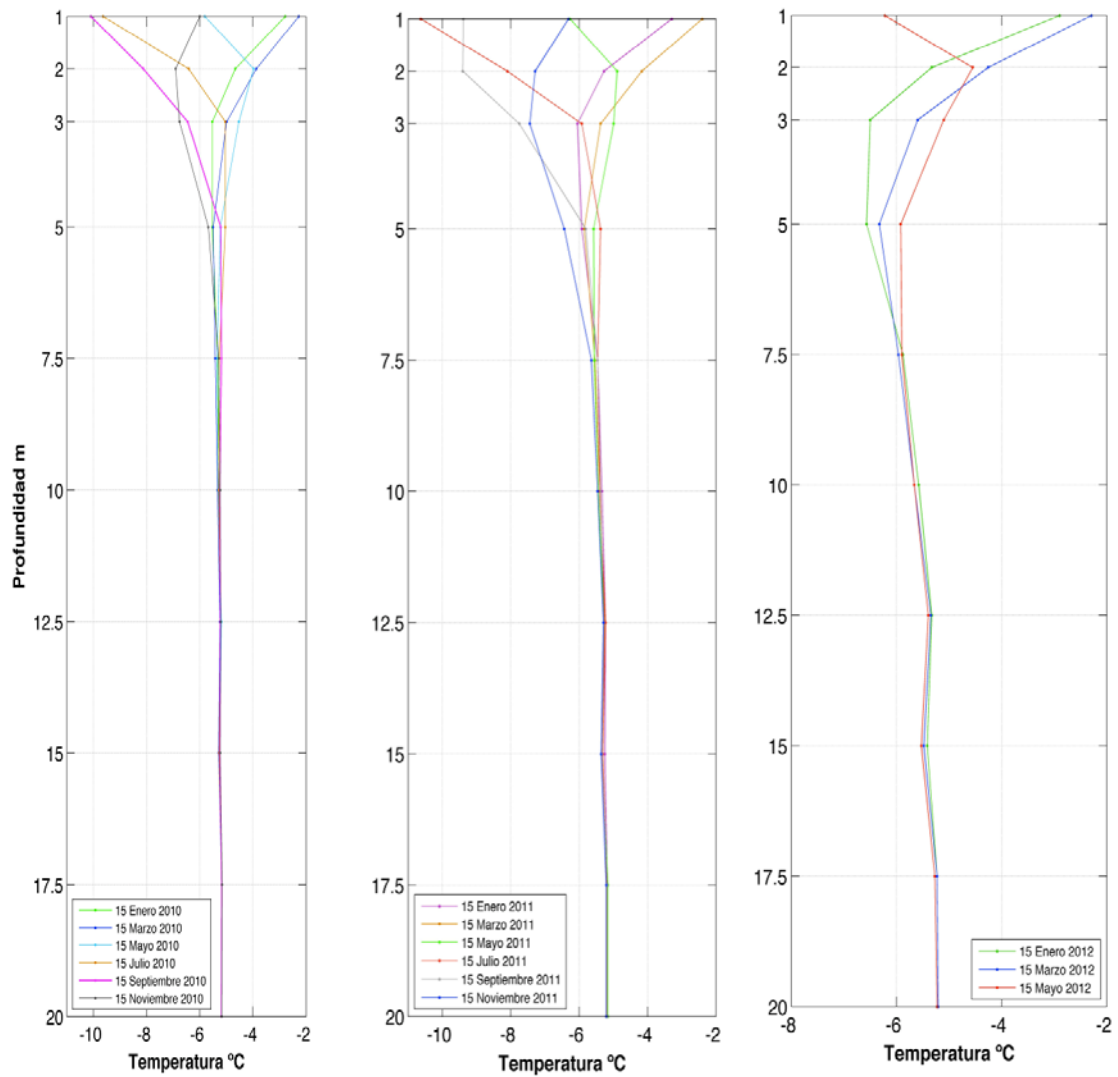 1
2
3
5
7.5
10
12.5
15
17.5
20
Profundidad m
-10
-8
-6
-4
-2
Temperatura ºC
15 Enero 2010
15 Marzo 2010
15 Mayo 2010
15 Julio 2010
15 Septiembre 2010
15 Noviembre 2010
1
2
3
5
7.5
10
12.5
15
17.5
20
-10
-8
-6
-4
-2
Temperatura ºC
15 Enero 2011
15 Marzo 2011
15 Mayo 2011
15 Julio 2011
15 Septiembre 2011
15 Noviembre 2011
1
2
3
5
7.5
10
12.5
15
17.5
20
-8
-6
-4
-2
Temperatura ºC
15 Enero 2012
15 Marzo 2012
15 Mayo 2012